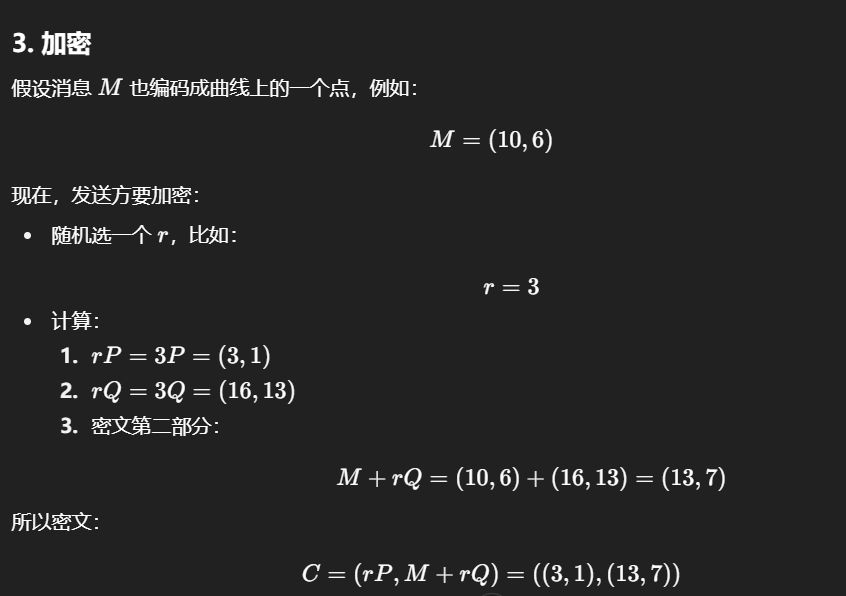 3. 加密
假设消息 M 也编码成曲线上的一个点，例如：
M = (10, 6)
现在，发送方要加密：
• 随机选一个 r，比如：
r = 3
• 计算：
1. rP = 3P = (3, 1)
2. rQ = 3Q = (16, 13)
3. 密文第二部分：
M + rQ = (10, 6) + (16, 13) = (13, 7)
所以密文：
C = (rP, M + rQ) = ((3, 1), (13, 7))